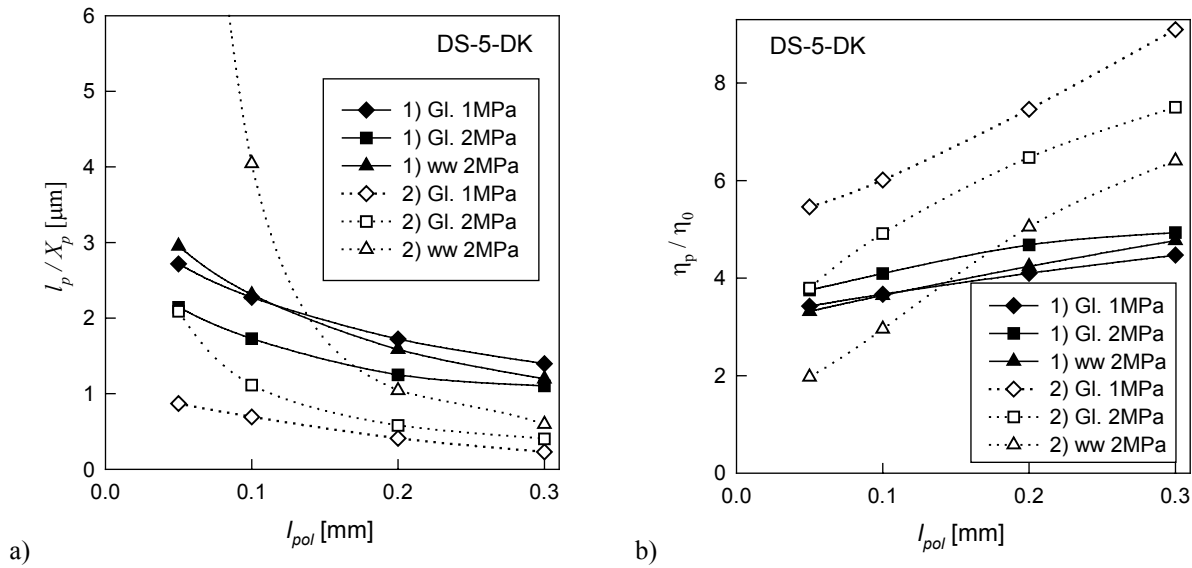 6
5
4
3
2
1
0
l_p / X_p [μm]
DS-5-DK
1) Gl. 1MPa
1) Gl. 2MPa
1) ww 2MPa
2) Gl. 1MPa
2) Gl. 2MPa
2) ww 2MPa
0.0 0.1 0.2 0.3
l_pol [mm]
a)
8
6
4
2
0
η_p / η_0
DS-5-DK
1) Gl. 1MPa
1) Gl. 2MPa
1) ww 2MPa
2) Gl. 1MPa
2) Gl. 2MPa
2) ww 2MPa
0.0 0.1 0.2 0.3
l_pol [mm]
b)